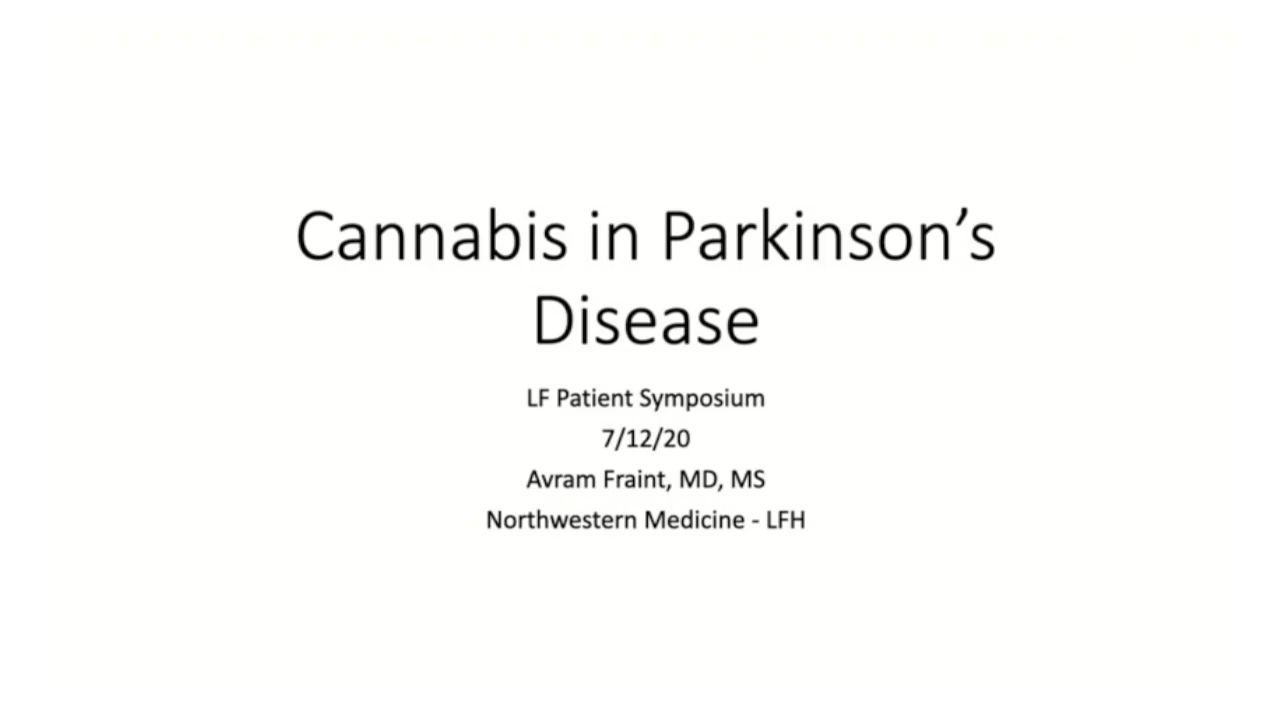 Cannabis in Parkinson’s
Disease
LF Patient Symposium
7/12/20
Avram Fraint, MD, MS
Northwestern Medicine - LFH